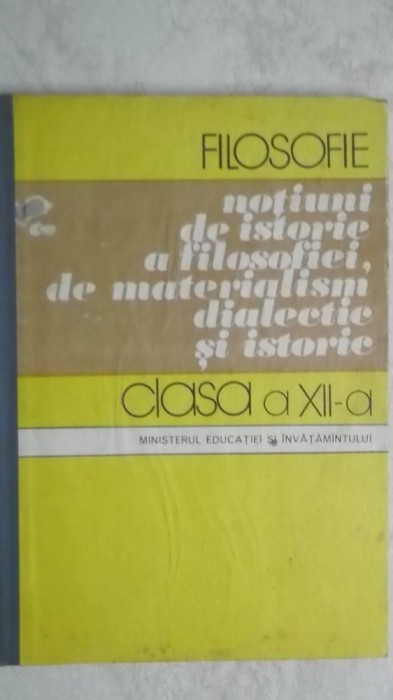 FILOSOFIE
noțiuni
de istorie
a filosofiei,
de materialism
dialectic
și istoric
clasa a XII-a
MINISTERUL EDUCAȚIEI ȘI ÎNVĂȚĂMÎNTULUI